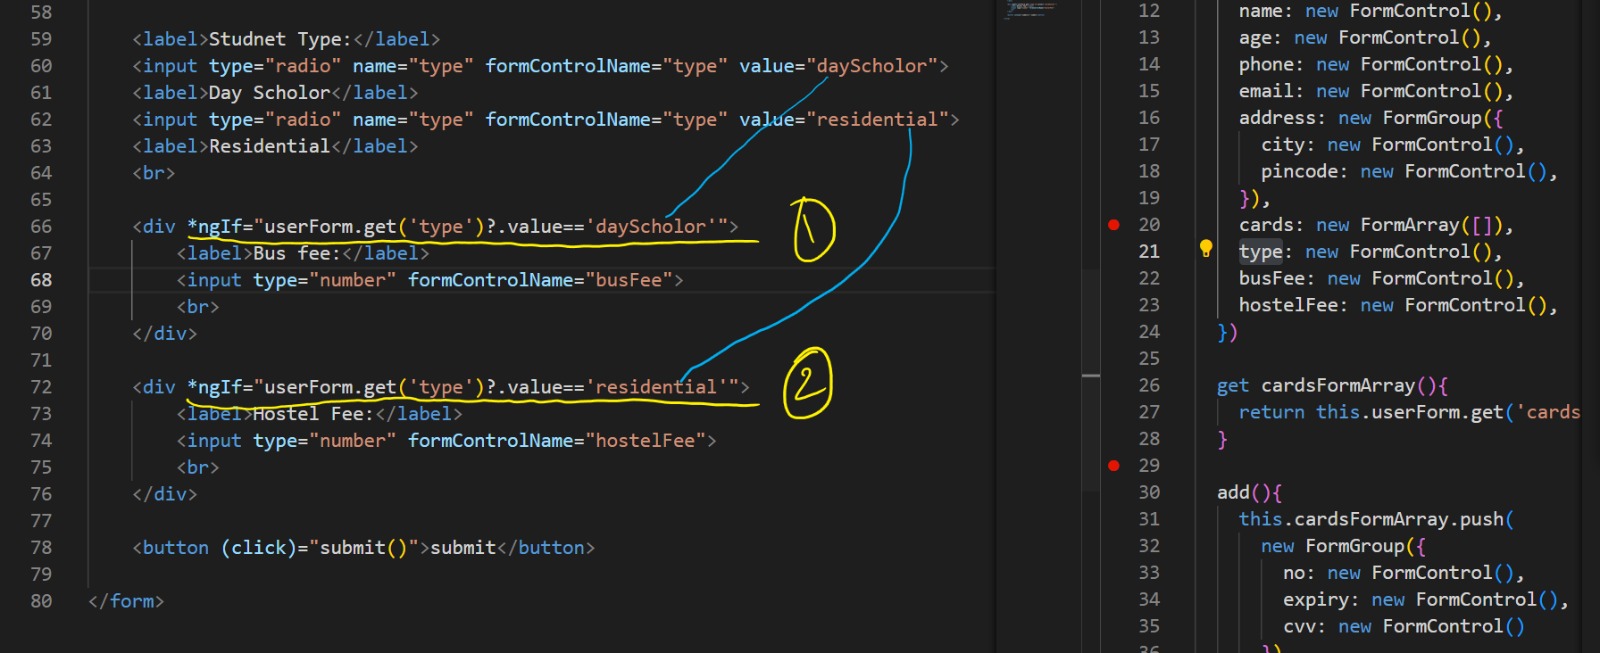 58
59 <label>Studnet Type:</label>
60 <input type="radio" name="type" formControlName="type" value="dayScholor">
61 <label>Day Scholor</label>
62 <input type="radio" name="type" formControlName="type" value="residential">
63 <label>Residential</label>
64 <br>
65
66 <div *ngIf="userForm.get('type')?.value=='dayScholor'">
1
67 <label>Bus fee:</label>
68 <input type="number" formControlName="busFee">
69 <br>
70 </div>
71
72 <div *ngIf="userForm.get('type')?.value=='residential'">
2
73 <label>Hostel Fee:</label>
74 <input type="number" formControlName="hostelFee">
75 <br>
76 </div>
77
78 <button (click)="submit()">submit</button>
79
80 </form>
12 name: new FormControl(),
13 age: new FormControl(),
14 phone: new FormControl(),
15 email: new FormControl(),
16 address: new FormGroup({
17 city: new FormControl(),
18 pincode: new FormControl(),
19 }),
20 cards: new FormArray([]),
21 type: new FormControl(),
22 busFee: new FormControl(),
23 hostelFee: new FormControl(),
24 })
25
26 get cardsFormArray(){
27 return this.userForm.get('cards
28 }
29
30 add(){
31 this.cardsFormArray.push(
32 new FormGroup({
33 no: new FormControl(),
34 expiry: new FormControl(),
35 cvv: new FormControl()